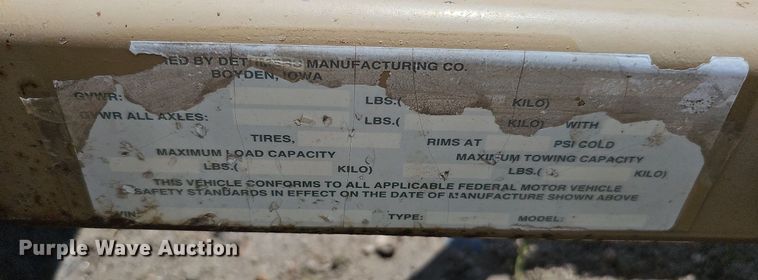 RED BY DETHMERS MANUFACTURING CO.
BOYDEN, IOWA
GVWR: LBS.( KILO)
GVWR ALL AXLES: LBS.( KILO) WITH
TIRES, RIMS AT PSI COLD
MAXIMUM LOAD CAPACITY MAXIMUM TOWING CAPACITY
LBS.( KILO) LBS.( KILO)
THIS VEHICLE CONFORMS TO ALL APPLICABLE FEDERAL MOTOR VEHICLE
SAFETY STANDARDS IN EFFECT ON THE DATE OF MANUFACTURE SHOWN ABOVE
VIN: TYPE: MODEL:
Purple Wave Auction